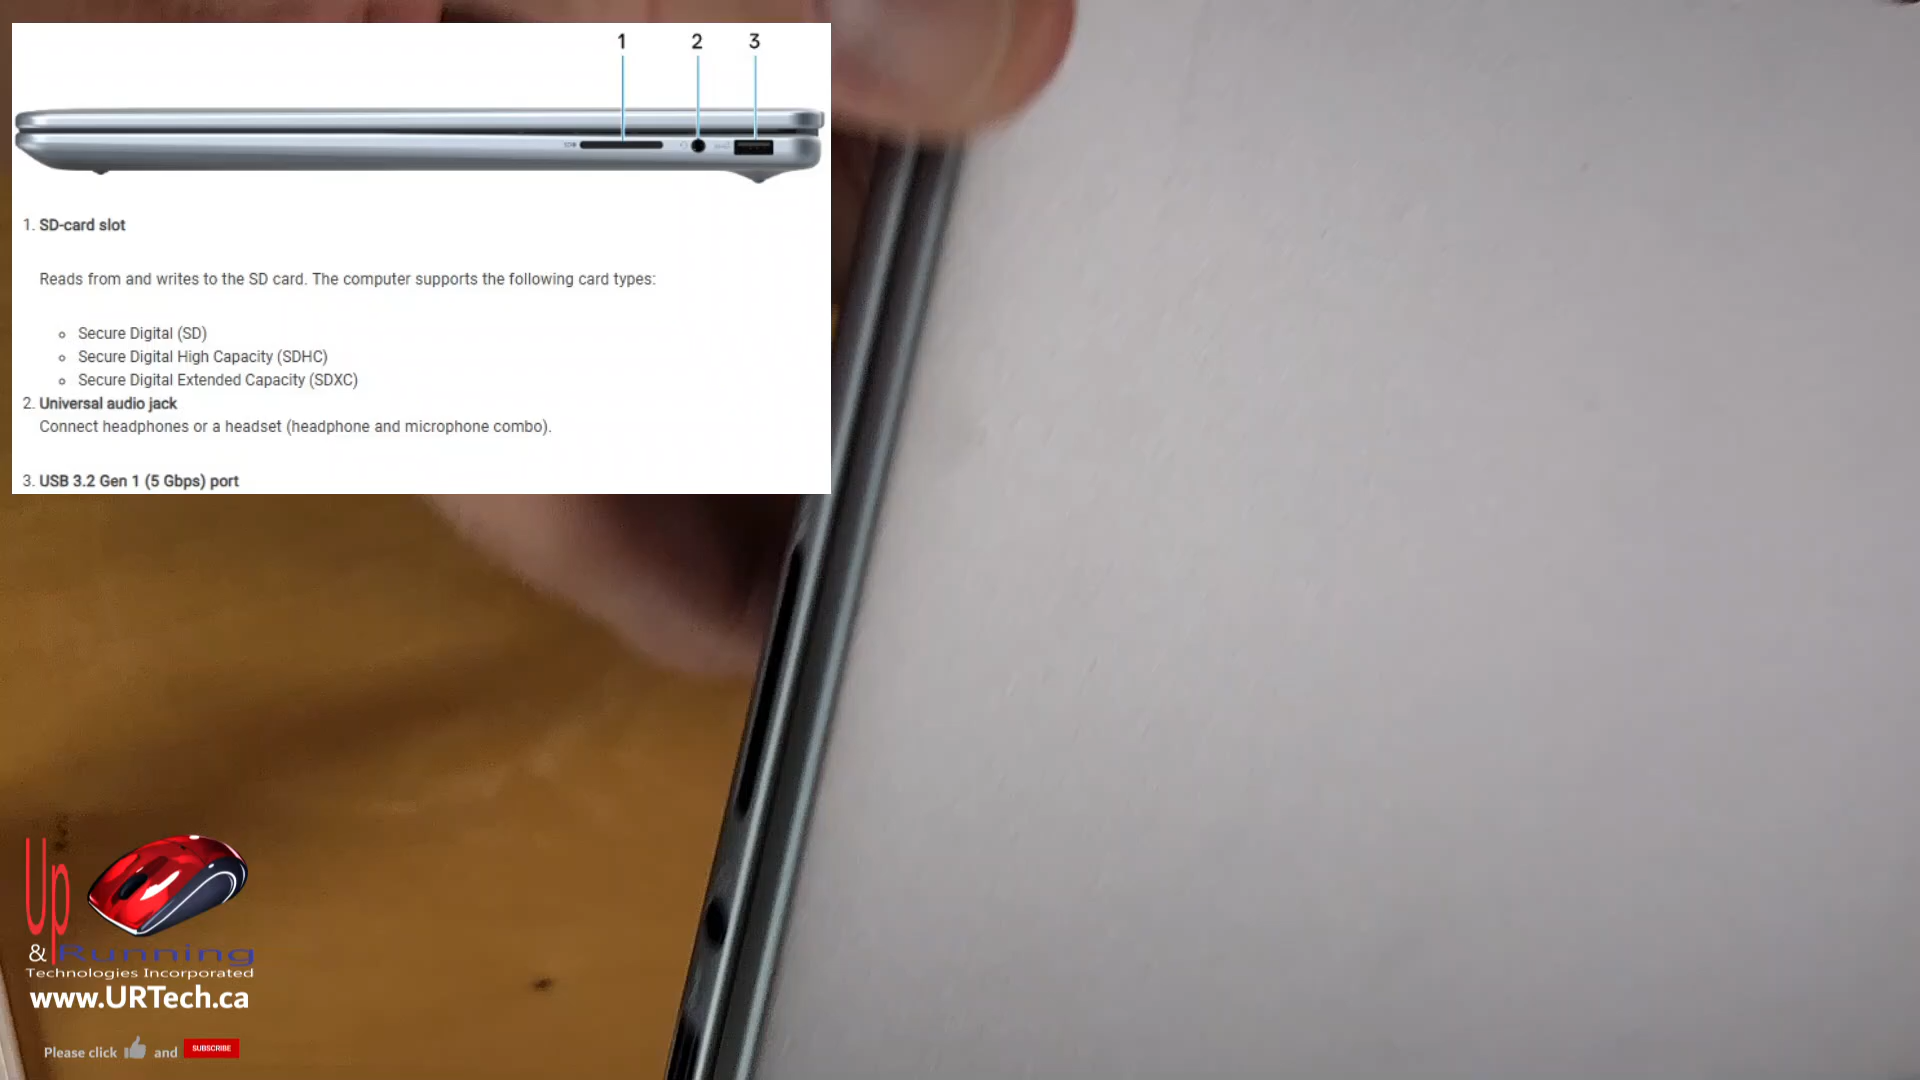 1 2 3
1. SD-card slot
Reads from and writes to the SD card. The computer supports the following card types:
Secure Digital (SD)
Secure Digital High Capacity (SDHC)
Secure Digital Extended Capacity (SDXC)
2. Universal audio jack
Connect headphones or a headset (headphone and microphone combo).
3. USB 3.2 Gen 1 (5 Gbps) port
Up
& Running
Technologies Incorporated
www.URTech.ca
Please click and SUBSCRIBE